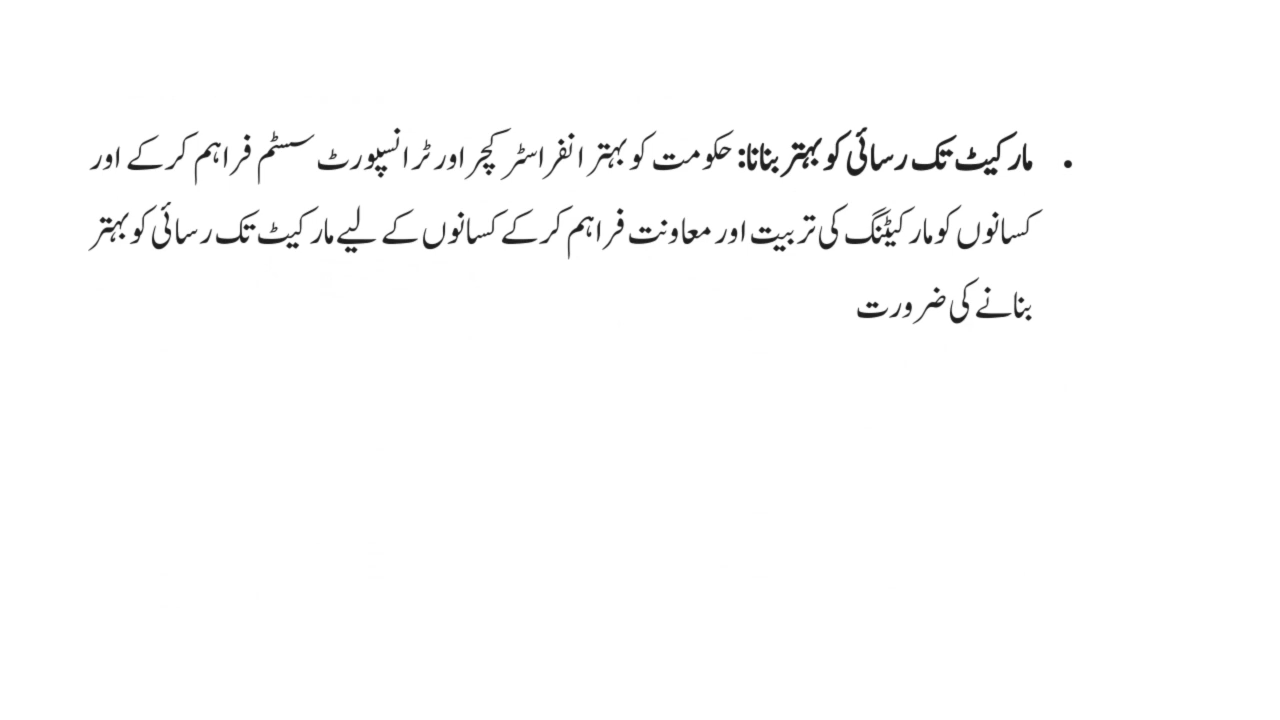 • مارکیٹ تک رسائی کو بہتر بنانا: حکومت کو بہتر انفراسٹرکچر اور ٹرانسپورٹ سسٹم فراہم کرکے اور
کسانوں کو مارکیٹنگ کی تربیت اور معاونت فراہم کرکے کسانوں کے لیے مارکیٹ تک رسائی کو بہتر
بنانے کی ضرورت